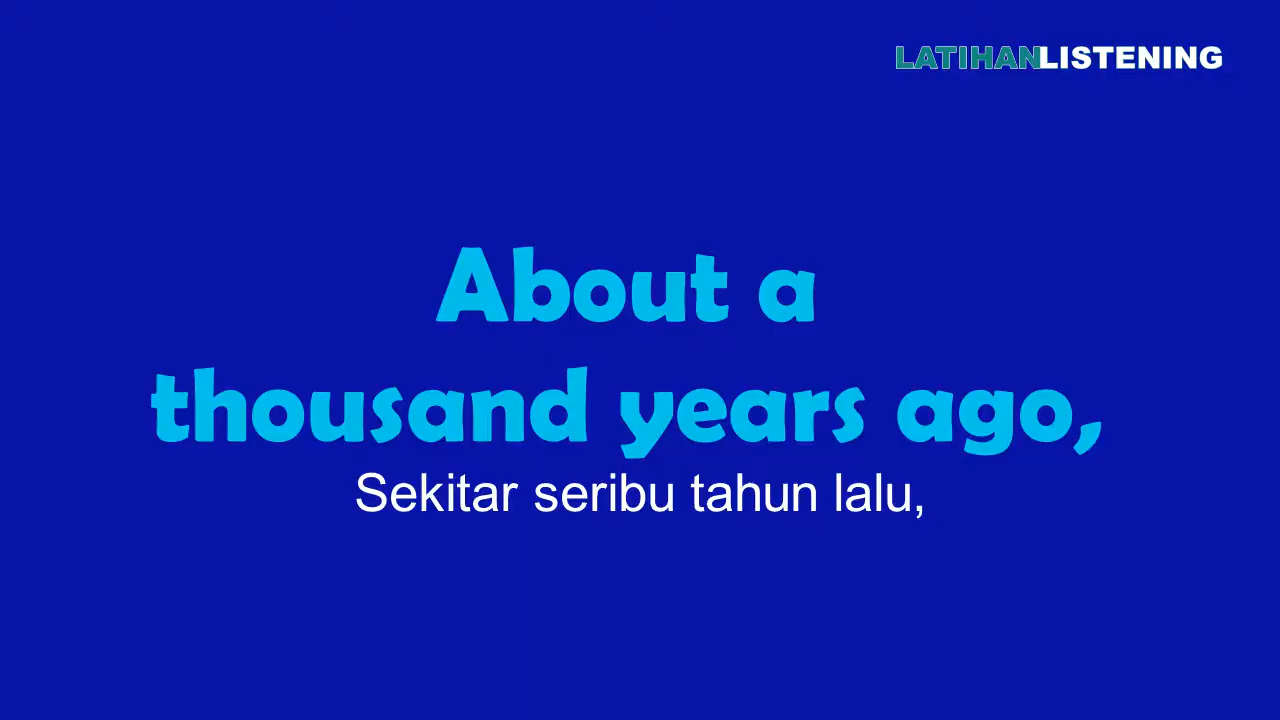 LATIHANLISTENING
About a
thousand years ago,
Sekitar seribu tahun lalu,